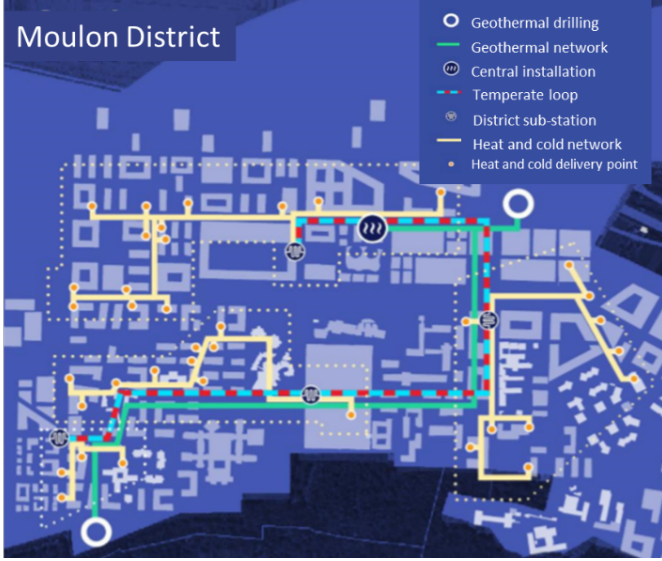 Moulon District
Geothermal drilling
Geothermal network
Central installation
Temperate loop
District sub-station
Heat and cold network
Heat and cold delivery point